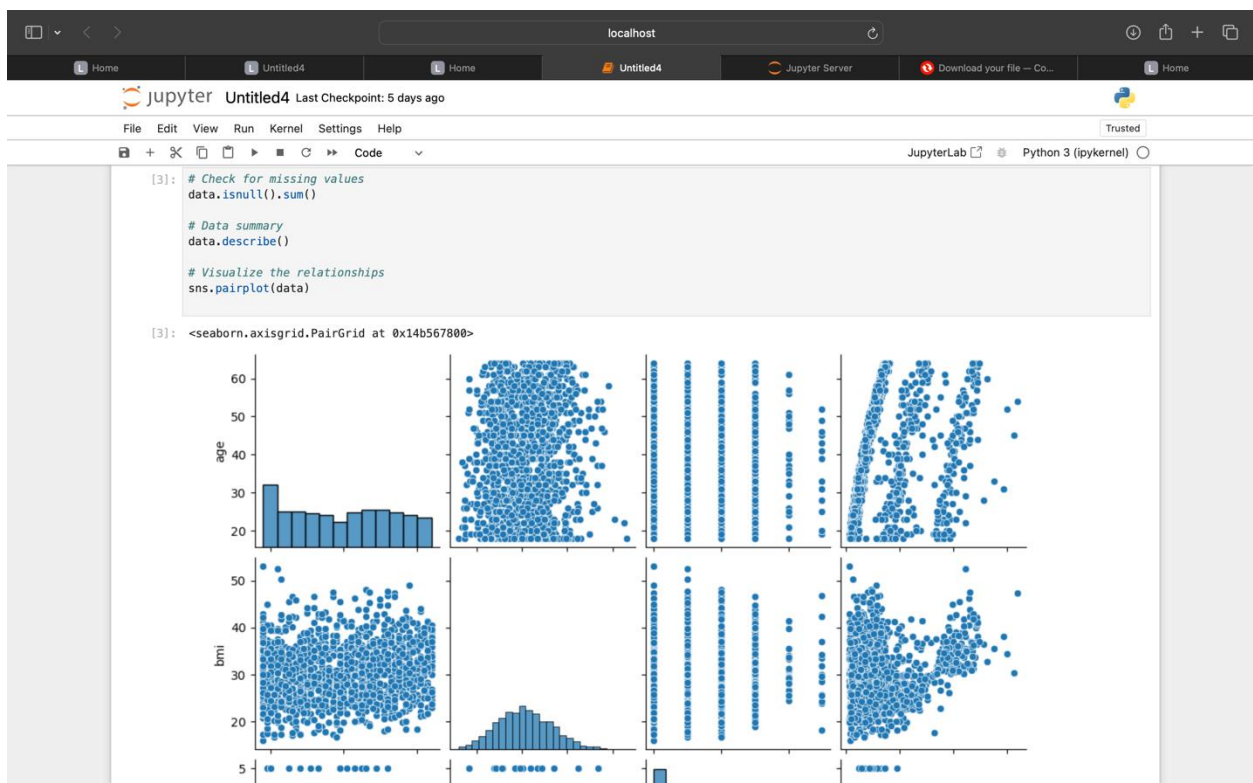 localhost
Home
Untitled4
Home
Untitled4
Jupyter Server
Download your file — Co...
Home
jupyter Untitled4 Last Checkpoint: 5 days ago
File Edit View Run Kernel Settings Help
Trusted
Code
JupyterLab
Python 3 (ipykernel)
[3]: # Check for missing values
data.isnull().sum()
# Data summary
data.describe()
# Visualize the relationships
sns.pairplot(data)
[3]: <seaborn.axisgrid.PairGrid at 0x14b567800>
60
50
40
30
20
age
50
40
30
20
bmi
5